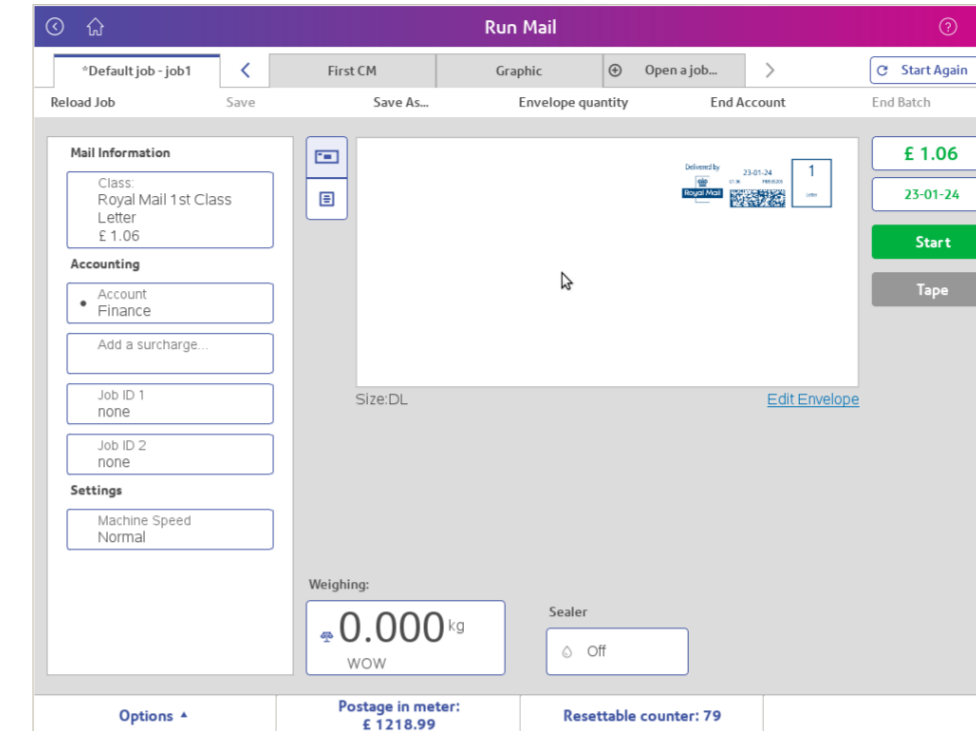 Run Mail
*Default job - job1
First CM
Graphic
Open a job...
Start Again
Reload Job
Save
Save As...
Envelope quantity
End Account
End Batch
Mail Information
Class:
Royal Mail 1st Class
Letter
£ 1.06
Accounting
Account
Finance
Add a surcharge...
Job ID 1
none
Job ID 2
none
Settings
Machine Speed
Normal
Delivered by
Royal Mail
23-01-24
1
Size:DL
Edit Envelope
£ 1.06
23-01-24
Start
Tape
Weighing:
0.000 kg
WOW
Sealer
Off
Options
Postage in meter:
£ 1218.99
Resettable counter: 79